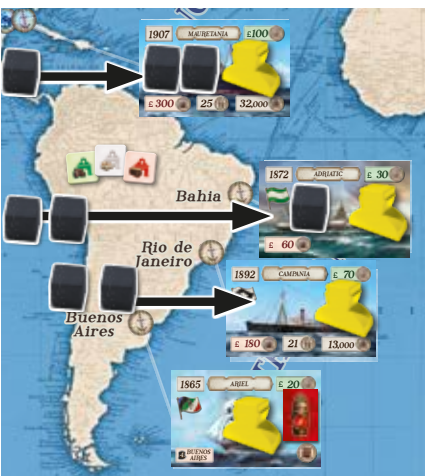 1907 MAURETANIA £100
£ 300 25 32,000
1872 ADRIATIC £ 30
Bahia
£ 60
Rio de
Janeiro
1892 CAMPANIA £ 70
Buenos
Aires
£ 180 21 13,000
1865 ARIEL £ 20
BUENOS
AIRES